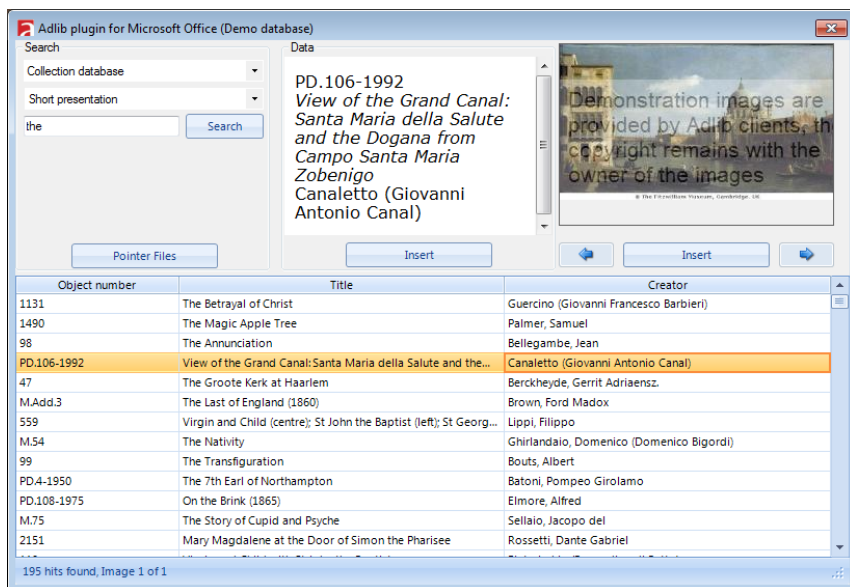 Adlib plugin for Microsoft Office (Demo database)
Search
Collection database
Short presentation
the
Search
Pointer Files
Data
PD.106-1992
View of the Grand Canal:
Santa Maria della Salute
and the Dogana from
Campo Santa Maria
Zobenigo
Canaletto (Giovanni
Antonio Canal)
Insert
Demonstration images are
provided by Adlib clients, th
copyright remains with the
owner of the images
© The Fitzwilliam Museum, Cambridge, UK
Insert
Object number Title Creator
1131 The Betrayal of Christ Guercino (Giovanni Francesco Barbieri)
1490 The Magic Apple Tree Palmer, Samuel
98 The Annunciation Bellegambe, Jean
PD.106-1992 View of the Grand Canal: Santa Maria della Salute and the... Canaletto (Giovanni Antonio Canal)
47 The Groote Kerk at Haarlem Berckheyde, Gerrit Adriaensz.
M.Add.3 The Last of England (1860) Brown, Ford Madox
559 Virgin and Child (centre); St John the Baptist (left); St Georg... Lippi, Filippo
M.54 The Nativity Ghirlandaio, Domenico (Domenico Bigordi)
99 The Transfiguration Bouts, Albert
PD.4-1950 The 7th Earl of Northampton Batoni, Pompeo Girolamo
PD.108-1975 On the Brink (1865) Elmore, Alfred
M.75 The Story of Cupid and Psyche Sellaio, Jacopo del
2151 Mary Magdalene at the Door of Simon the Pharisee Rossetti, Dante Gabriel
195 hits found, Image 1 of 1